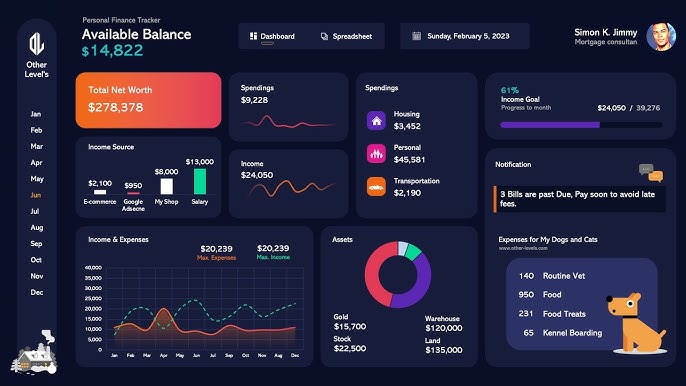 Personal Finance Tracker
Available Balance
$14,822
Dashboard
Spreadsheet
Sunday, February 5, 2023
Simon K. Jimmy
Mortgage consultan
Other
Level's
Jan
Feb
Mar
Apr
May
Jun
Jul
Aug
Sep
Oct
Nov
Dec
Total Net Worth
$278,378
Spendings
$9,228
Spendings
Housing
$3,452
Personal
$45,581
Transportation
$2,190
61%
Income Goal
Progress to month
$24,050 / 39,276
Income Source
$2,100
$950
$8,000
$13,000
E-commerce
Google
Adsecne
My Shop
Salary
Income
$24,050
Notification
3 Bills are past Due, Pay soon to avoid late
fees.
Income & Expenses
$20,239
Max. Expenses
$20,239
Max. Income
40,000
35,000
30,000
25,000
20,000
15,000
10,000
5,000
0
Jan Feb Mar Apr May Jun Jul Aug Sep Oct Nov Dec
Assets
Gold
$15,700
Stock
$22,500
Warehouse
$120,000
Land
$135,000
Expenses for My Dogs and Cats
www.other-levels.com
140 Routine Vet
950 Food
231 Food Treats
65 Kennel Boarding